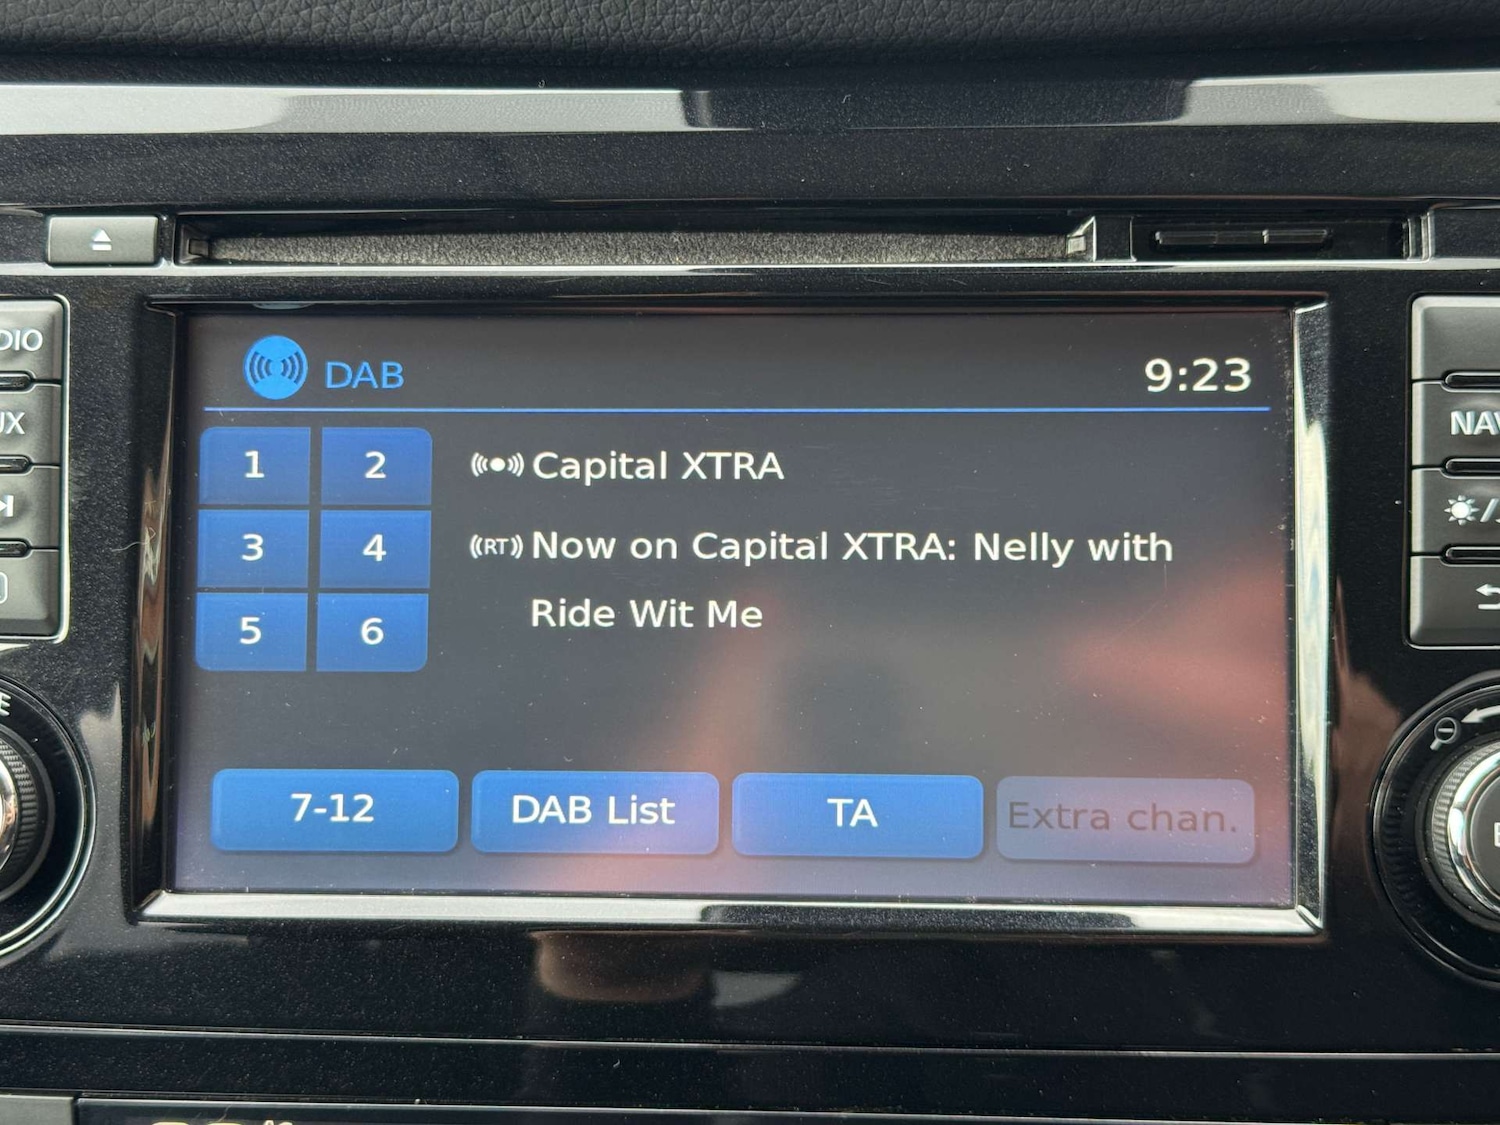 DAB
9:23
1 2
3 4
5 6
Capital XTRA
RT Now on Capital XTRA: Nelly with
Ride Wit Me
7-12 DAB List TA Extra chan.